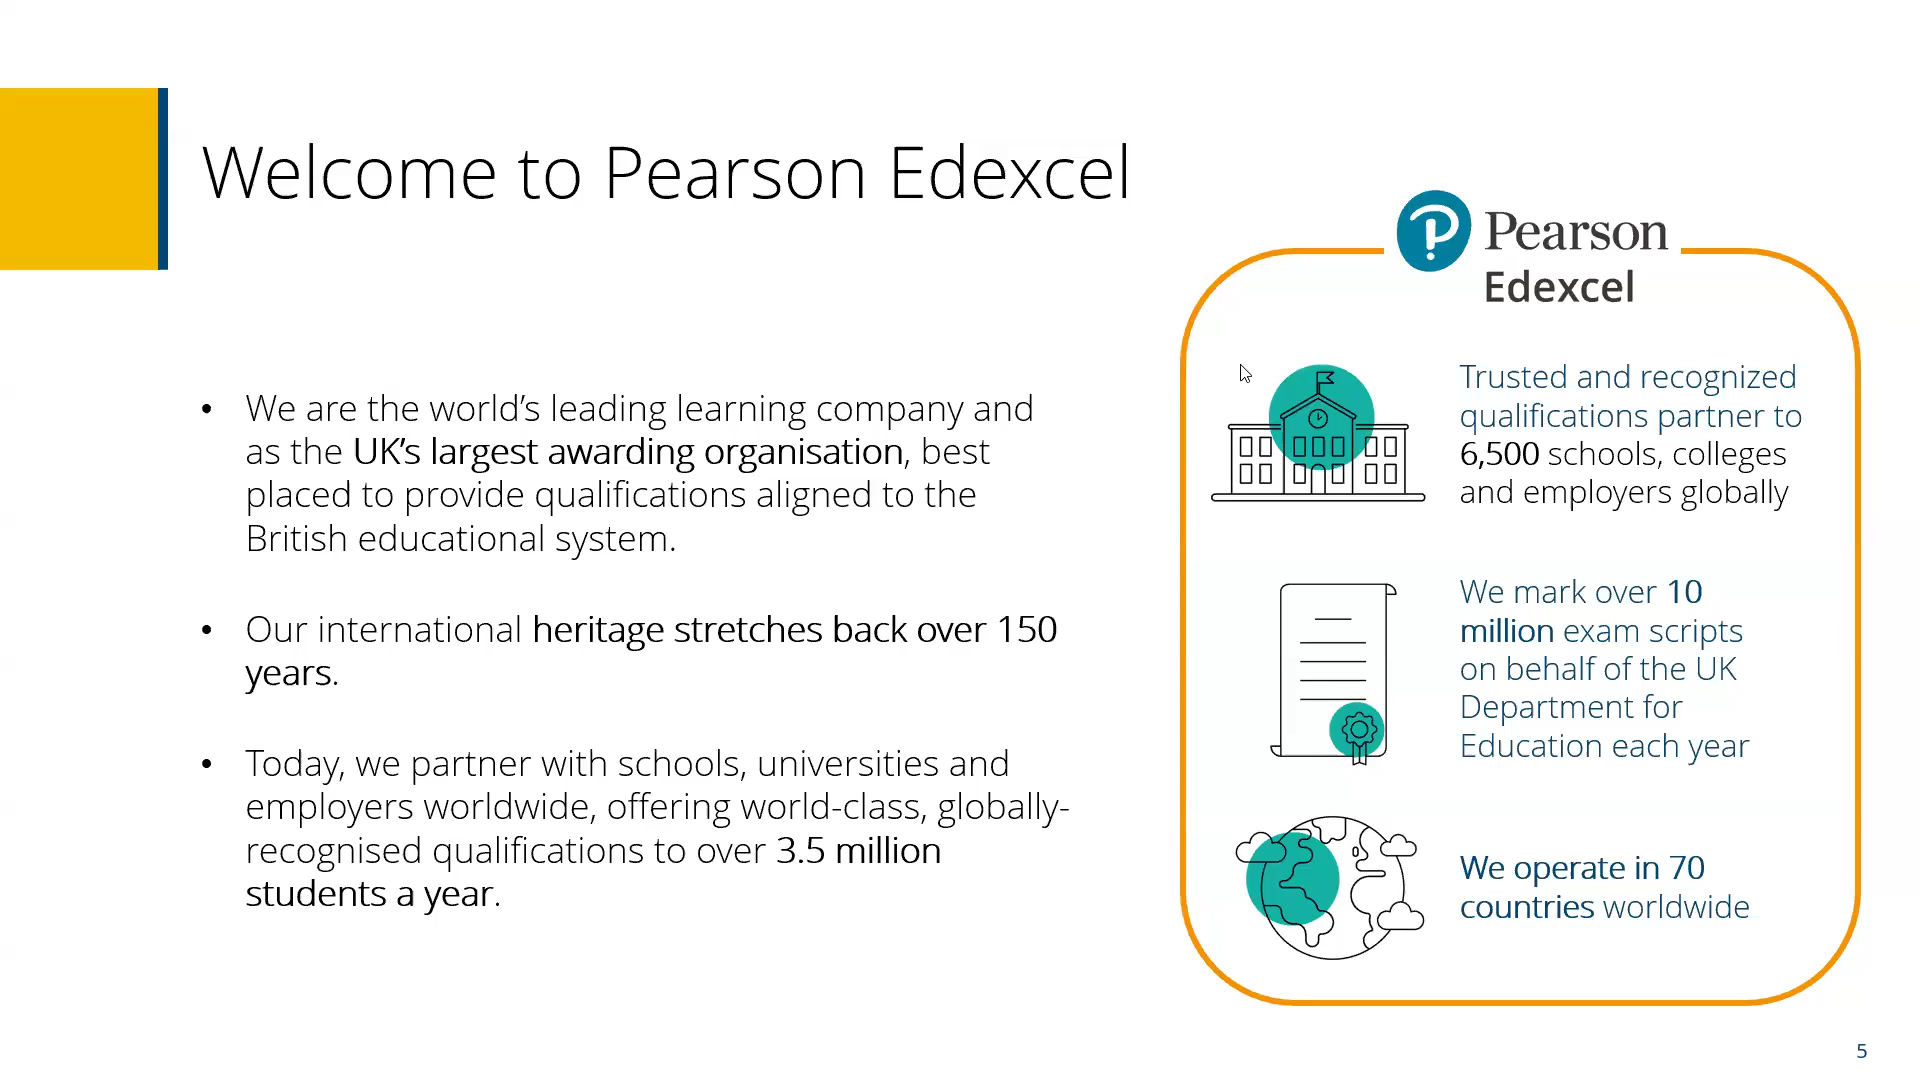 Welcome to Pearson Edexcel
• We are the world’s leading learning company and
as the UK’s largest awarding organisation, best
placed to provide qualifications aligned to the
British educational system.
• Our international heritage stretches back over 150
years.
• Today, we partner with schools, universities and
employers worldwide, offering world-class, globally-
recognised qualifications to over 3.5 million
students a year.
Pearson
Edexcel
Trusted and recognized
qualifications partner to
6,500 schools, colleges
and employers globally
We mark over 10
million exam scripts
on behalf of the UK
Department for
Education each year
We operate in 70
countries worldwide
5